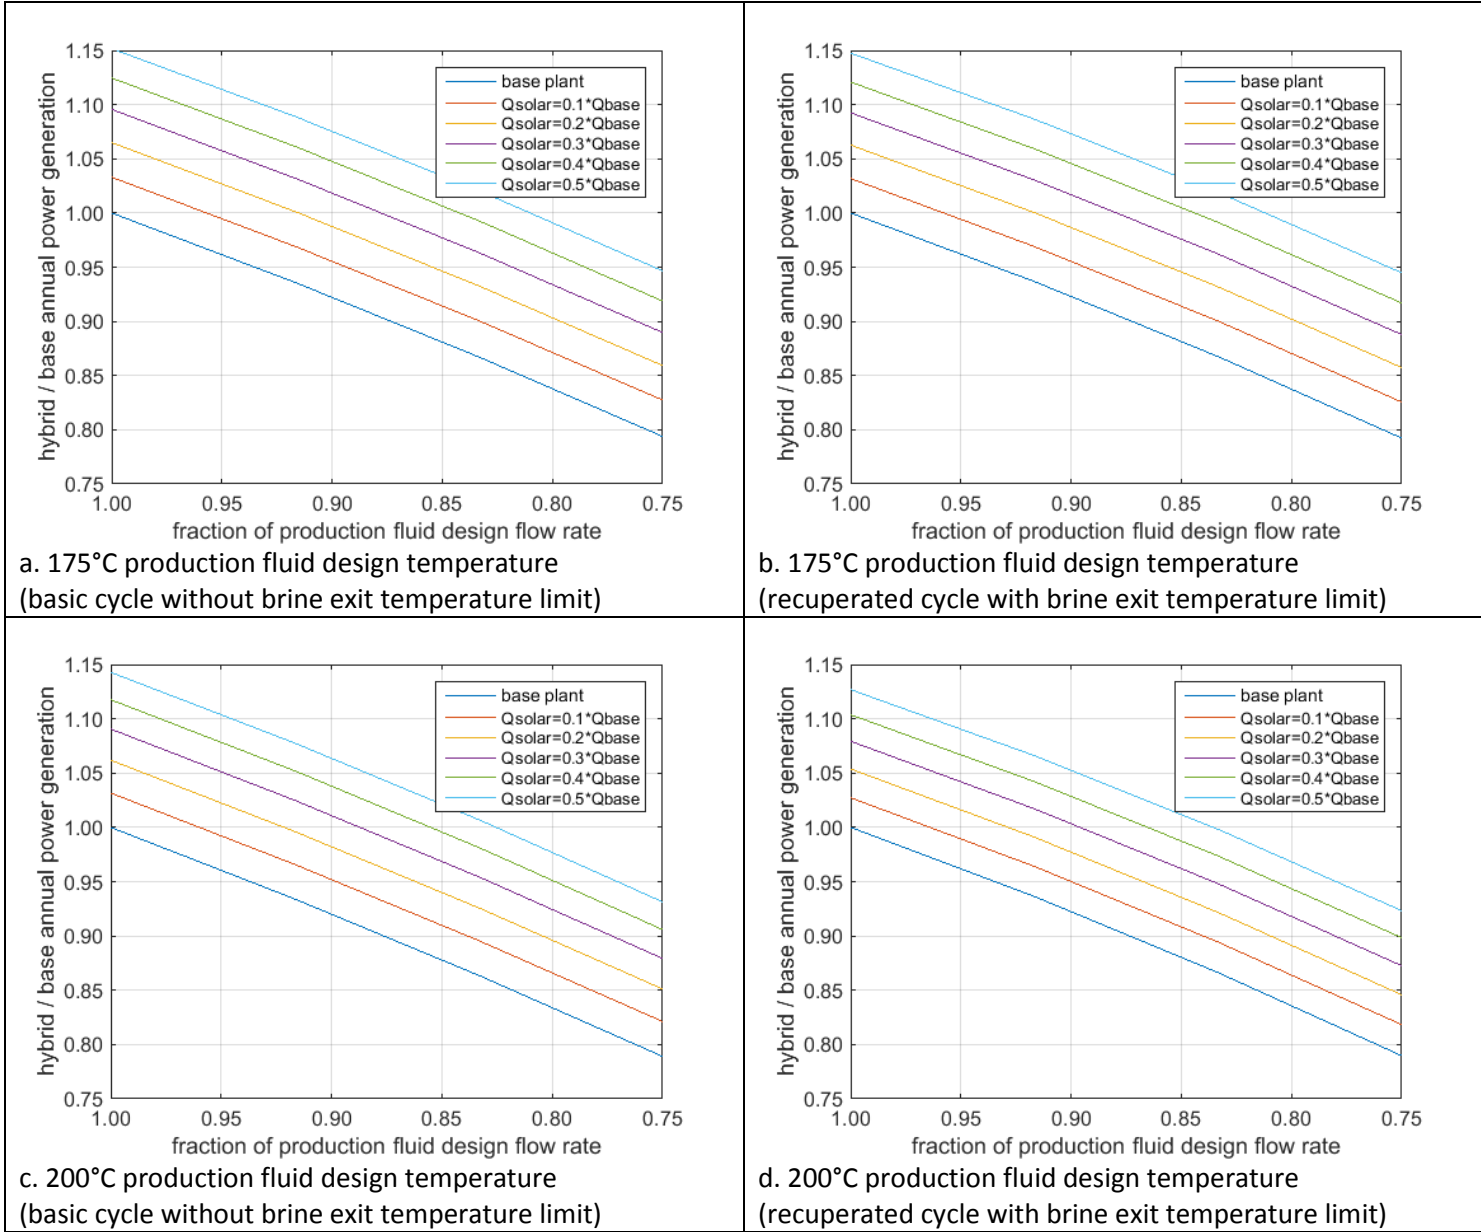 hybrid / base annual power generation
1.15
1.10
1.05
1.00
0.95
0.90
0.85
0.80
0.75
base plant
Qsolar=0.1*Qbase
Qsolar=0.2*Qbase
Qsolar=0.3*Qbase
Qsolar=0.4*Qbase
Qsolar=0.5*Qbase
1.00 0.95 0.90 0.85 0.80 0.75
fraction of production fluid design flow rate
a. 175°C production fluid design temperature
(basic cycle without brine exit temperature limit)
hybrid / base annual power generation
1.15
1.10
1.05
1.00
0.95
0.90
0.85
0.80
0.75
base plant
Qsolar=0.1*Qbase
Qsolar=0.2*Qbase
Qsolar=0.3*Qbase
Qsolar=0.4*Qbase
Qsolar=0.5*Qbase
1.00 0.95 0.90 0.85 0.80 0.75
fraction of production fluid design flow rate
b. 175°C production fluid design temperature
(recuperated cycle with brine exit temperature limit)
hybrid / base annual power generation
1.15
1.10
1.05
1.00
0.95
0.90
0.85
0.80
0.75
base plant
Qsolar=0.1*Qbase
Qsolar=0.2*Qbase
Qsolar=0.3*Qbase
Qsolar=0.4*Qbase
Qsolar=0.5*Qbase
1.00 0.95 0.90 0.85 0.80 0.75
fraction of production fluid design flow rate
c. 200°C production fluid design temperature
(basic cycle without brine exit temperature limit)
hybrid / base annual power generation
1.15
1.10
1.05
1.00
0.95
0.90
0.85
0.80
0.75
base plant
Qsolar=0.1*Qbase
Qsolar=0.2*Qbase
Qsolar=0.3*Qbase
Qsolar=0.4*Qbase
Qsolar=0.5*Qbase
1.00 0.95 0.90 0.85 0.80 0.75
fraction of production fluid design flow rate
d. 200°C production fluid design temperature
(recuperated cycle with brine exit temperature limit)